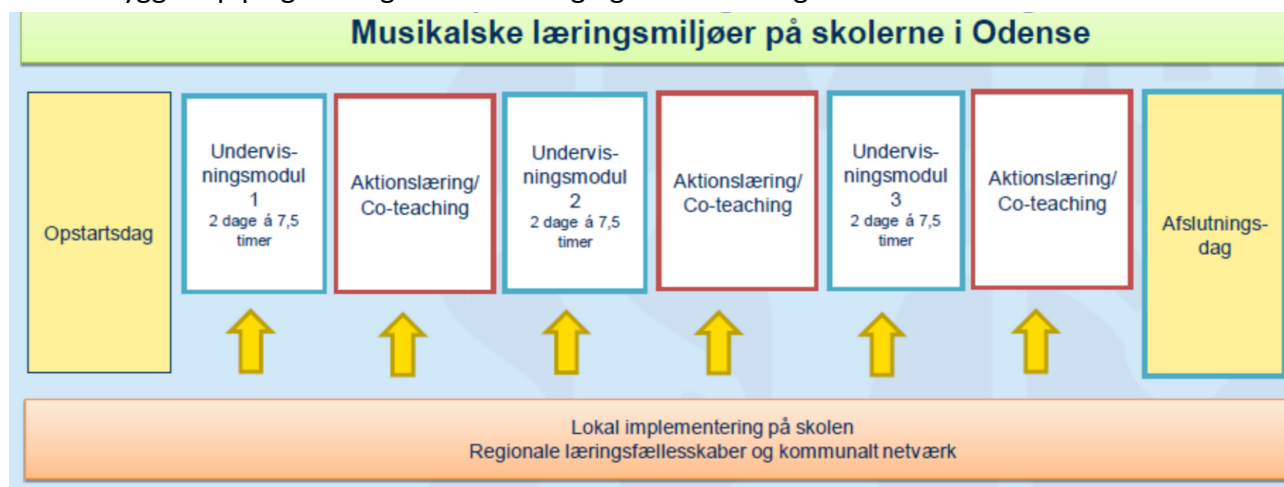 Musikalske læringsmiljøer på skolerne i Odense
Opstartsdag
Undervis-
ningsmodul
1
2 dage á 7,5
timer
Aktionslæring/
Co-teaching
Undervis-
ningsmodul
2
2 dage á 7,5
timer
Aktionslæring/
Co-teaching
Undervis-
ningsmodul
3
2 dage á 7,5
timer
Aktionslæring/
Co-teaching
Afslutnings-
dag
Lokal implementering på skolen
Regionale læringsfællesskaber og kommunalt netværk